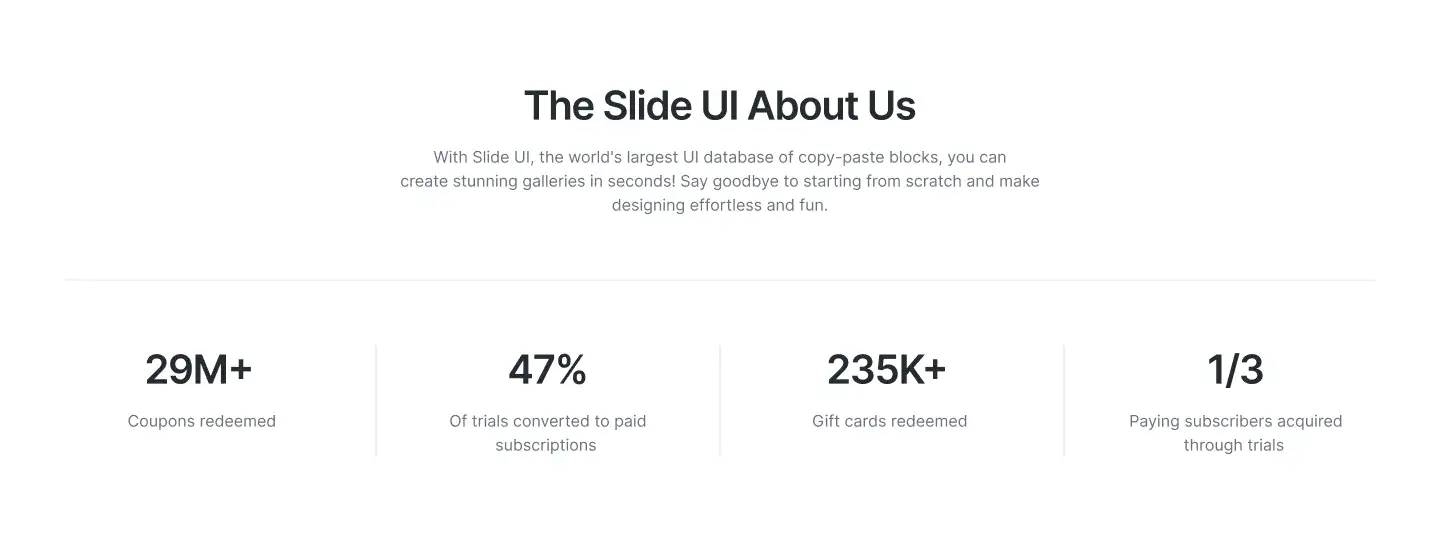 The Slide UI About Us
With Slide UI, the world's largest UI database of copy-paste blocks, you can
create stunning galleries in seconds! Say goodbye to starting from scratch and make
designing effortless and fun.
29M+
Coupons redeemed
47%
Of trials converted to paid
subscriptions
235K+
Gift cards redeemed
1/3
Paying subscribers acquired
through trials